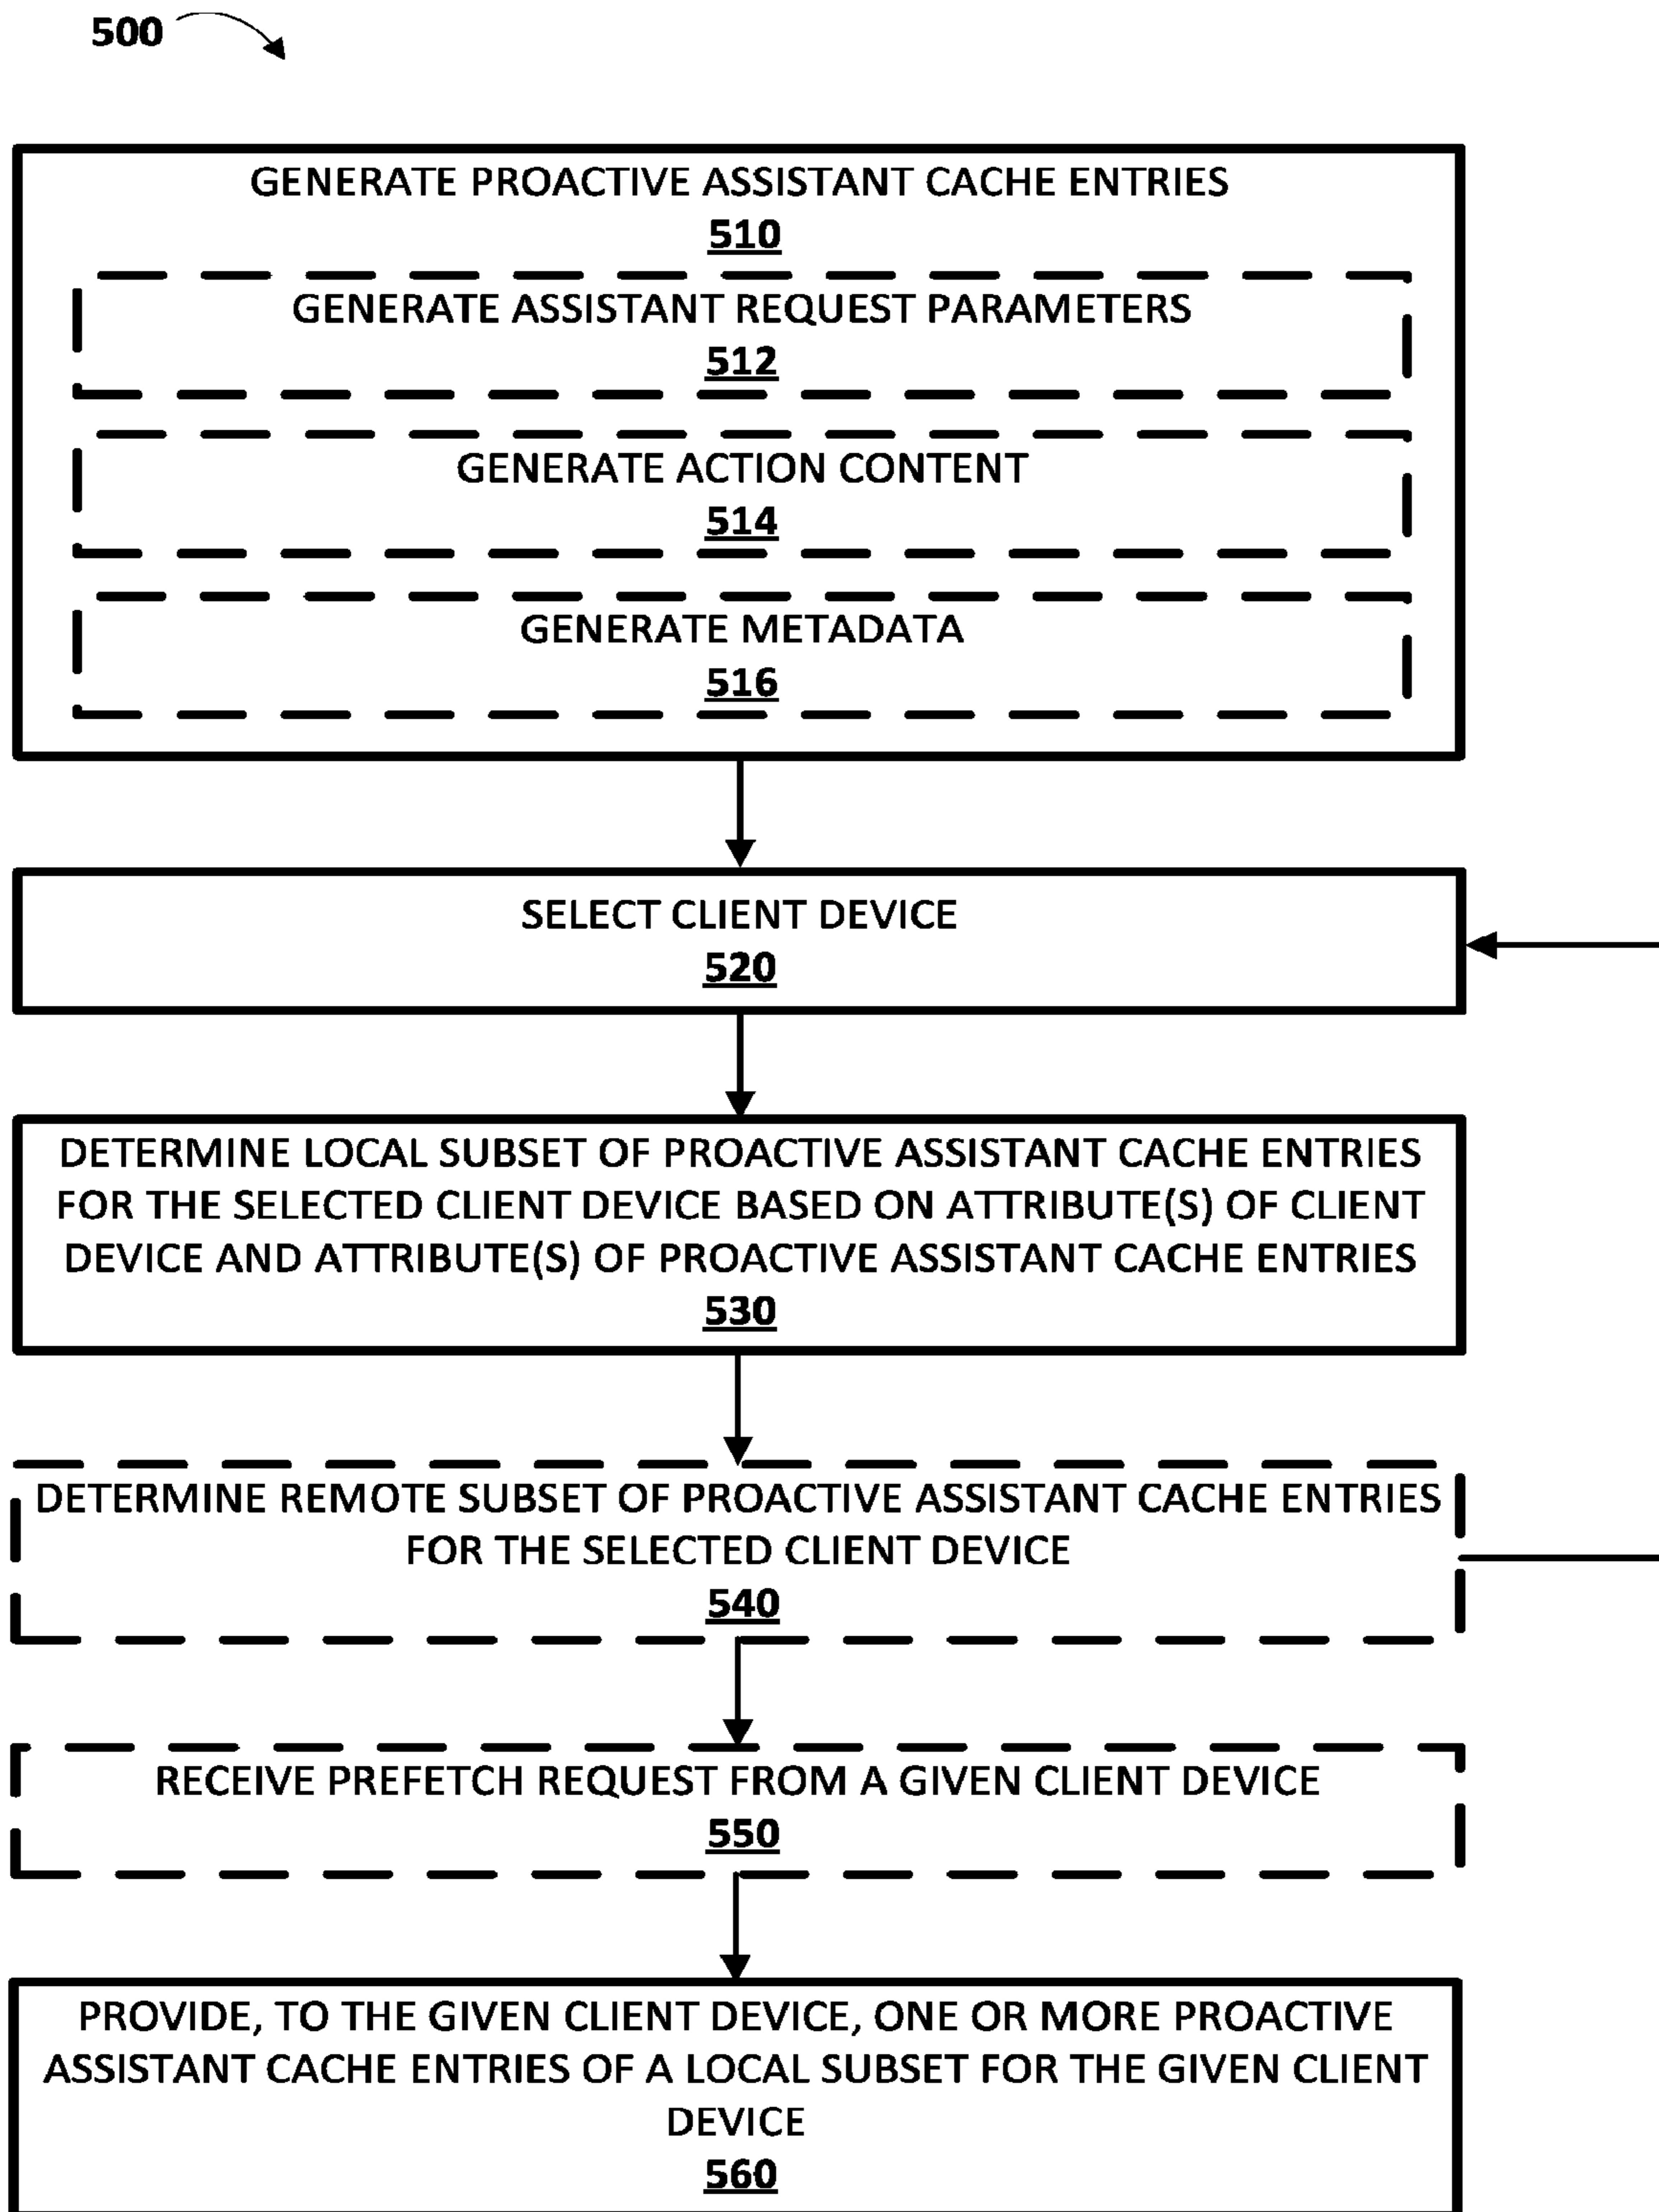 500
GENERATE PROACTIVE ASSISTANT CACHE ENTRIES
510
GENERATE ASSISTANT REQUEST PARAMETERS
512
GENERATE ACTION CONTENT
514
GENERATE METADATA
516
SELECT CLIENT DEVICE
520
DETERMINE LOCAL SUBSET OF PROACTIVE ASSISTANT CACHE ENTRIES
FOR THE SELECTED CLIENT DEVICE BASED ON ATTRIBUTE(S) OF CLIENT
DEVICE AND ATTRIBUTE(S) OF PROACTIVE ASSISTANT CACHE ENTRIES
530
DETERMINE REMOTE SUBSET OF PROACTIVE ASSISTANT CACHE ENTRIES
FOR THE SELECTED CLIENT DEVICE
540
RECEIVE PREFETCH REQUEST FROM A GIVEN CLIENT DEVICE
550
PROVIDE, TO THE GIVEN CLIENT DEVICE, ONE OR MORE PROACTIVE
ASSISTANT CACHE ENTRIES OF A LOCAL SUBSET FOR THE GIVEN CLIENT
DEVICE
560